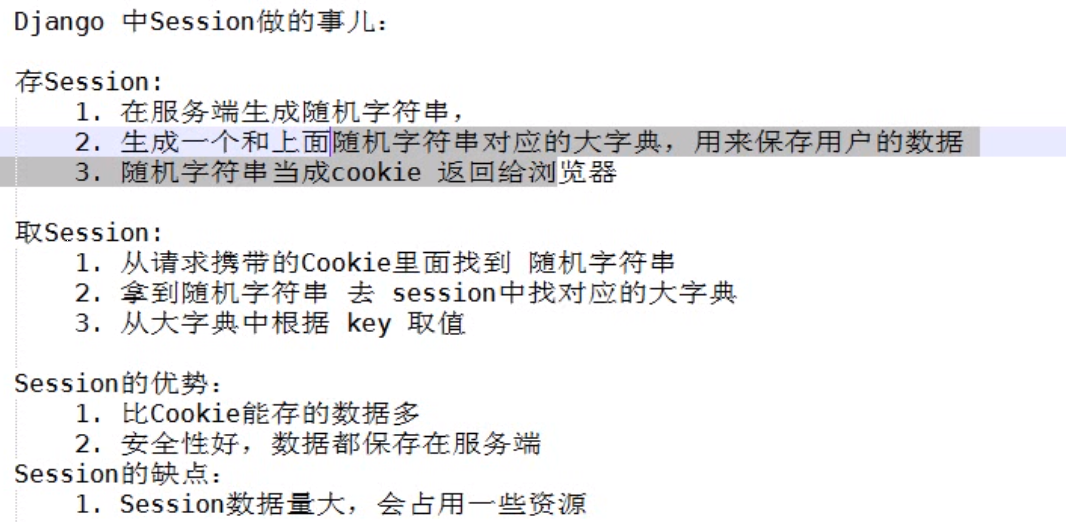 Django 中Session做的事儿：
存Session:
1. 在服务端生成随机字符串，
2. 生成一个和上面随机字符串对应的大字典，用来保存用户的数据
3. 随机字符串当成cookie 返回给浏览器
取Session:
1. 从请求携带的Cookie里面找到 随机字符串
2. 拿到随机字符串 去 session中找对应的大字典
3. 从大字典中根据 key 取值
Session的优势：
1. 比Cookie能存的数据多
2. 安全性好，数据都保存在服务端
Session的缺点：
1. Session数据量大，会占用一些资源